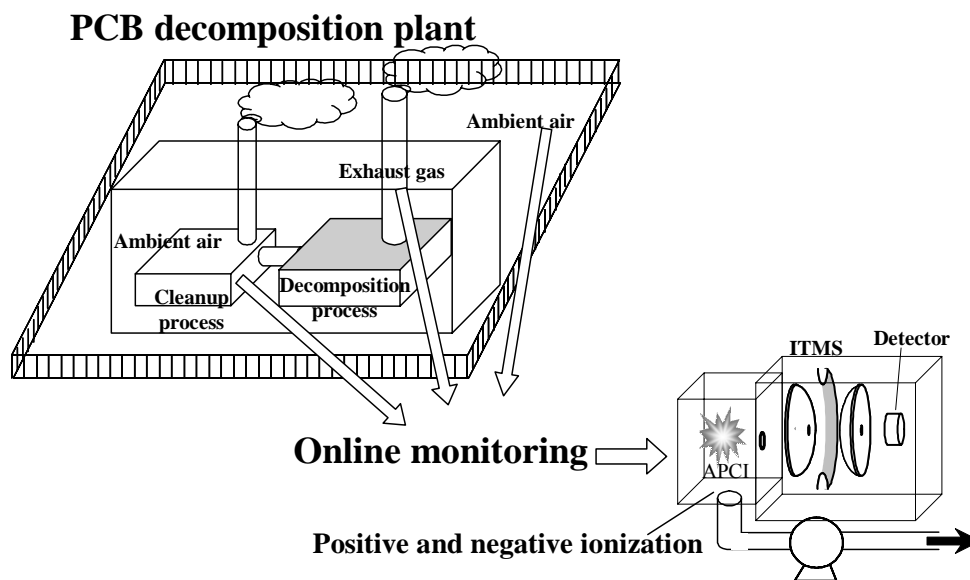 PCB decomposition plant
Ambient air
Exhaust gas
Ambient air
Cleanup
process
Decomposition
process
ITMS
Detector
Online monitoring
APCI
Positive and negative ionization